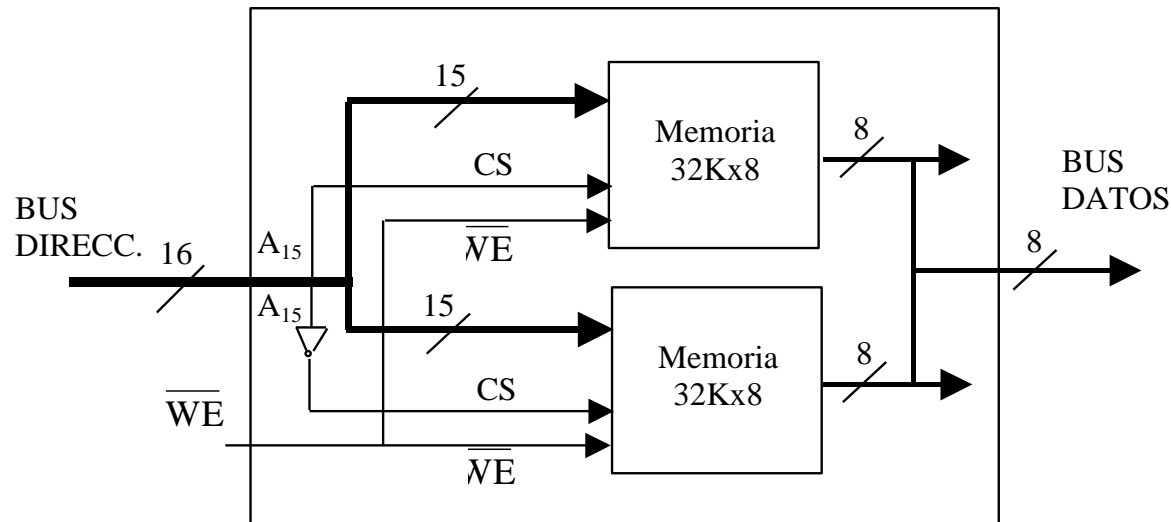 15
Memoria
32Kx8
8
CS
BUS
DATOS
WE
BUS
DIRECC.
16
A15
8
A15
15
Memoria
32Kx8
8
CS
WE
WE